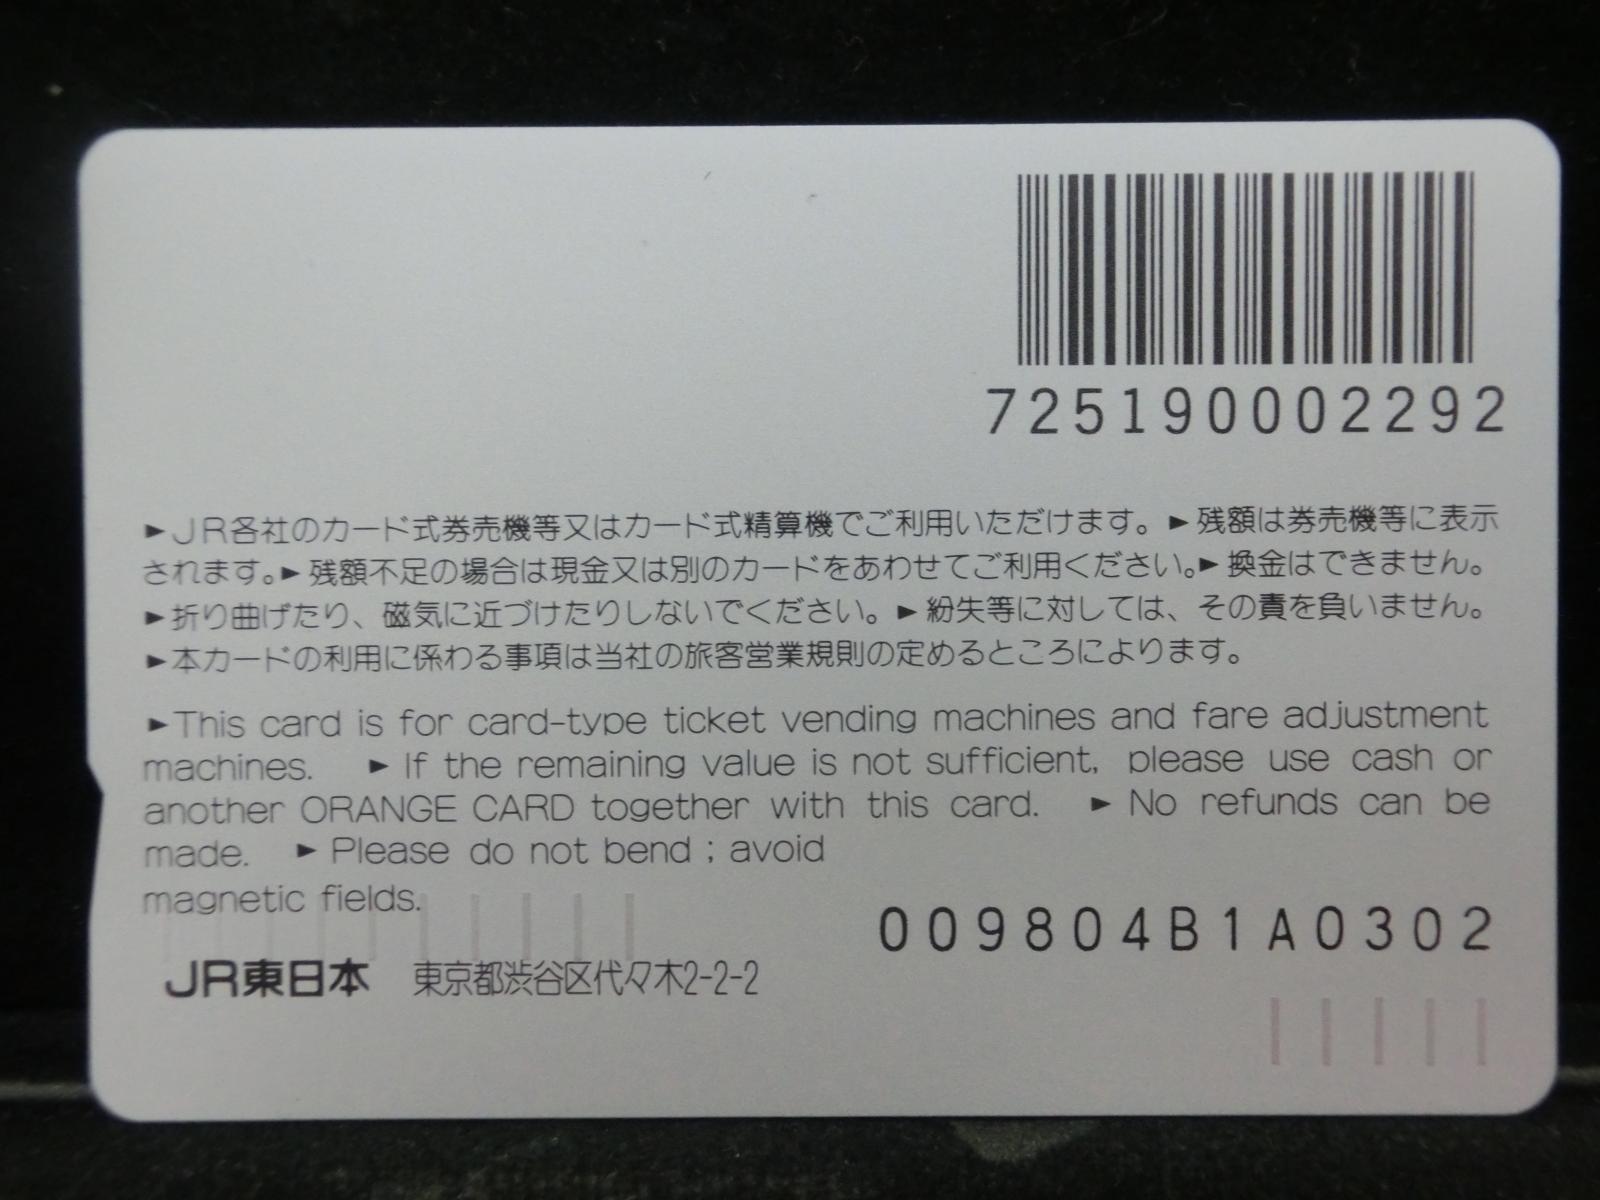 725190002292
►JR各社のカード式券売機等又はカード式精算機でご利用いただけます。►残額は券売機等に表示
されます。►残額不足の場合は現金又は別のカードをあわせてご利用ください。►換金はできません。
►折り曲げたり、磁気に近づけたりしないでください。►紛失等に対しては、その責を負いません。
►本カードの利用に係わる事項は当社の旅客営業規則の定めるところによります。
►This card is for card-type ticket vending machines and fare adjustment
machines. ►If the remaining value is not sufficient, please use cash or
another ORANGE CARD together with this card. ►No refunds can be
made. ►Please do not bend ; avoid
magnetic fields.
009804B1A0302
JR東日本 東京都渋谷区代々木2-2-2